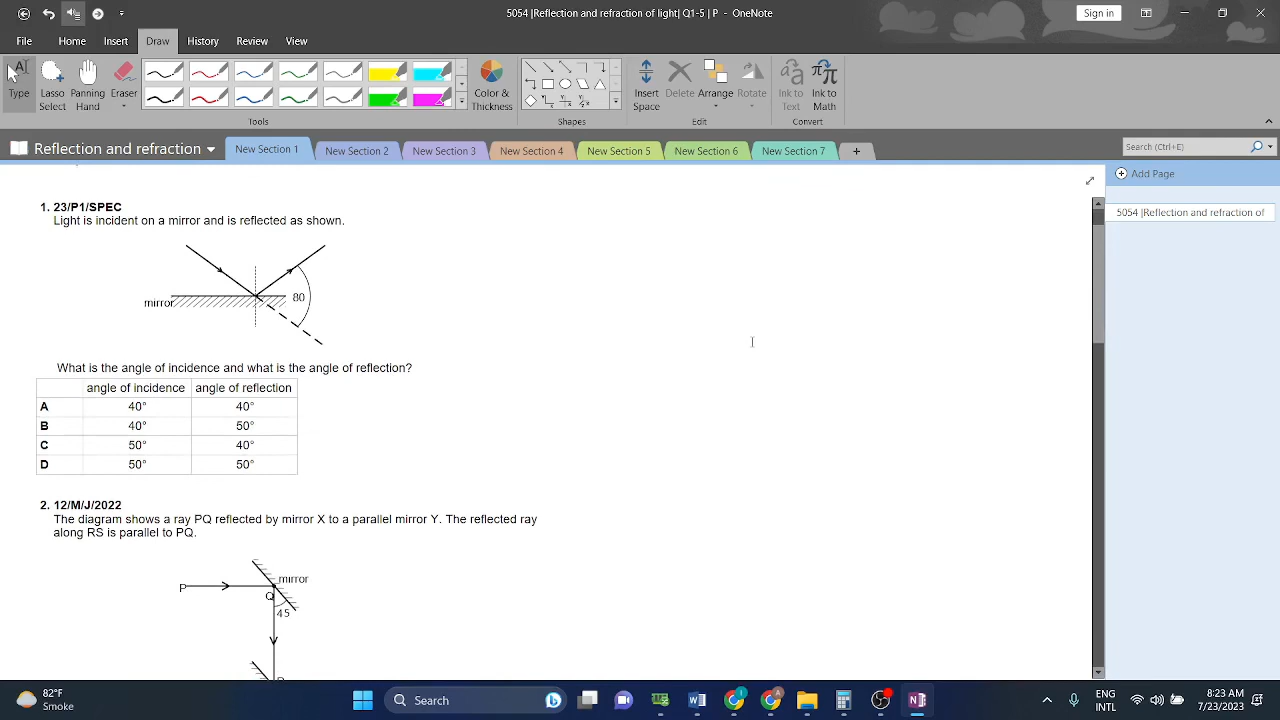 5054 |Reflection and refraction of light| Q1-5 | P - OneNote
Sign in
File Home Insert Draw History Review View
Type Lasso Select Panning Hand Eraser Color & Thickness Insert Space Delete Arrange Rotate Ink to Text Ink to Math
Tools Shapes Edit Convert
Reflection and refraction New Section 1 New Section 2 New Section 3 New Section 4 New Section 5 New Section 6 New Section 7 Search (Ctrl+E)
Add Page
5054 |Reflection and refraction of
1. 23/P1/SPEC
Light is incident on a mirror and is reflected as shown.
80
mirror
What is the angle of incidence and what is the angle of reflection?
angle of incidence angle of reflection
A 40° 40°
B 40° 50°
C 50° 40°
D 50° 50°
2. 12/M/J/2022
The diagram shows a ray PQ reflected by mirror X to a parallel mirror Y. The reflected ray
along RS is parallel to PQ.
mirror
P
Q
45
82°F
Smoke
Search
ENG
INTL
8:23 AM
7/23/2023